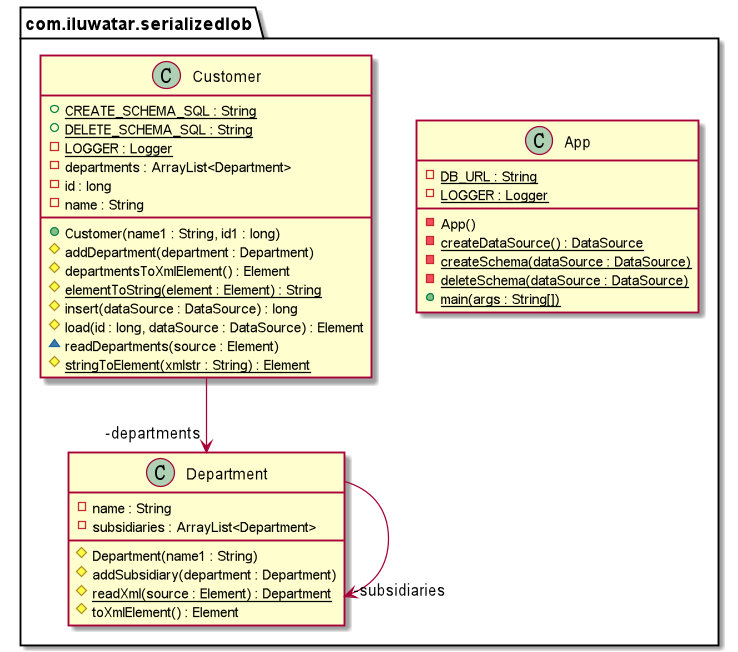 com.iluwatar.serializedlob
C Customer
CREATE_SCHEMA_SQL : String
DELETE_SCHEMA_SQL : String
LOGGER : Logger
departments : ArrayList<Department>
id : long
name : String
Customer(name1 : String, id1 : long)
addDepartment(department : Department)
departmentsToXmlElement() : Element
elementToString(element : Element) : String
insert(dataSource : DataSource) : long
load(id : long, dataSource : DataSource) : Element
readDepartments(source : Element)
stringToElement(xmlstr : String) : Element
C App
DB_URL : String
LOGGER : Logger
App()
createDataSource() : DataSource
createSchema(dataSource : DataSource)
deleteSchema(dataSource : DataSource)
main(args : String[])
-departments
C Department
name : String
subsidiaries : ArrayList<Department>
Department(name1 : String)
addSubsidiary(department : Department)
readXml(source : Element) : Department
toXmlElement() : Element
-subsidiaries